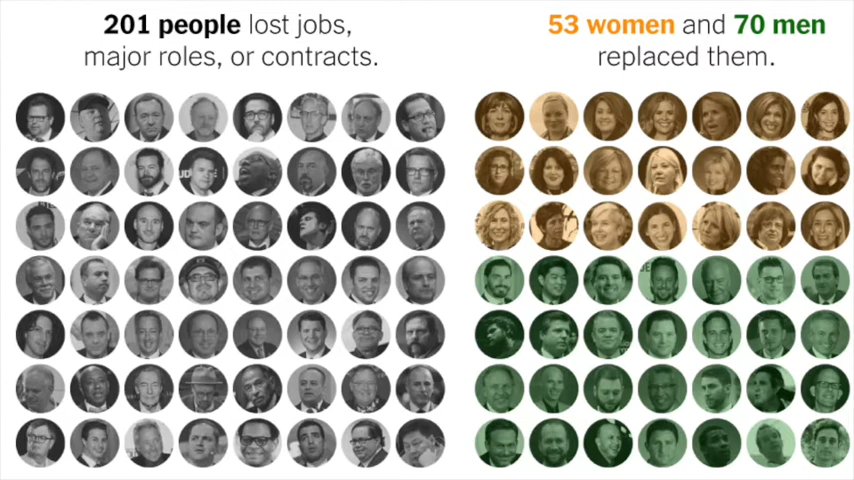 201 people lost jobs,
major roles, or contracts.
53 women and 70 men
replaced them.